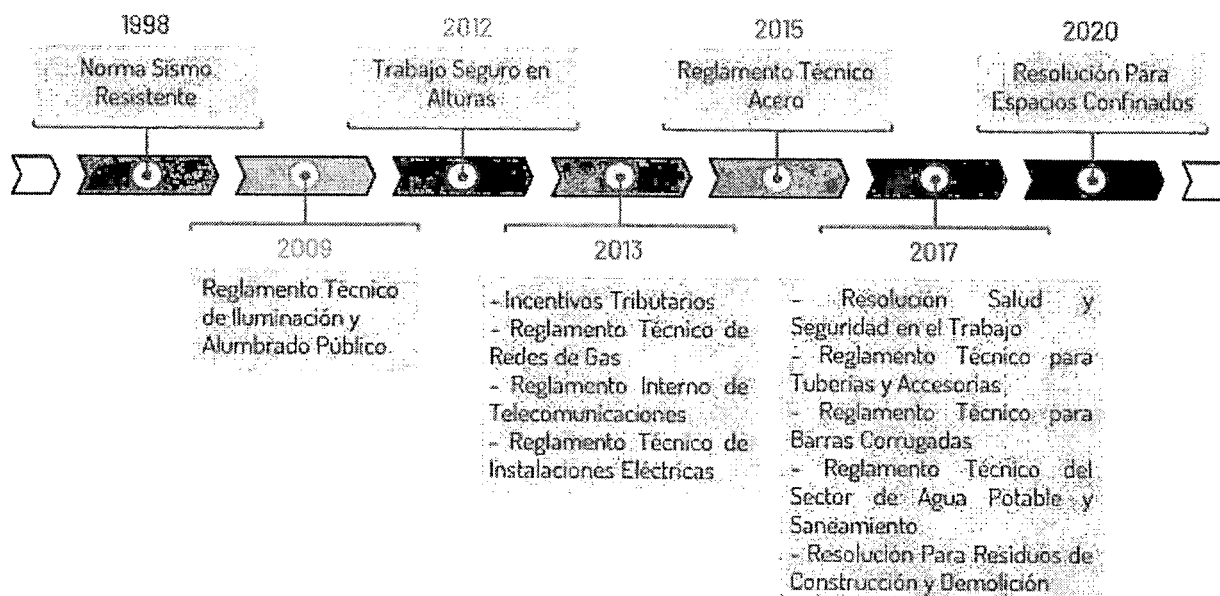 1998
Norma Sismo
Resistente
2012
Trabajo Seguro en
Alturas
2015
Reglamento Técnico
Acero
2020
Resolución Para
Espacios Confinados
2009
Reglamento Técnico
de Iluminación y
Alumbrado Público
2013
- Incentivos Tributarios
- Reglamento Técnico de
Redes de Gas
- Reglamento Interno de
Telecomunicaciones
- Reglamento Técnico de
Instalaciones Eléctricas
2017
- Resolución Salud y
Seguridad en el Trabajo
- Reglamento Técnico para
Tuberías y Accesorias
- Reglamento Técnico para
Barras Corrugadas
- Reglamento Técnico del
Sector de Agua Potable y
Saneamiento
- Resolución Para Residuos de
Construcción y Demolición